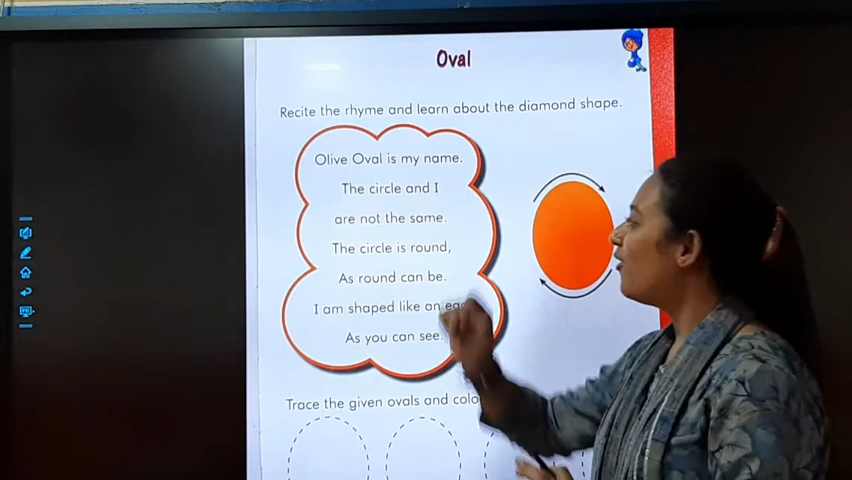 Oval
Recite the rhyme and learn about the diamond shape.
Olive Oval is my name.
The circle and I
are not the same.
The circle is round,
As round can be.
I am shaped like an
As you can see.
Trace the given ovals and